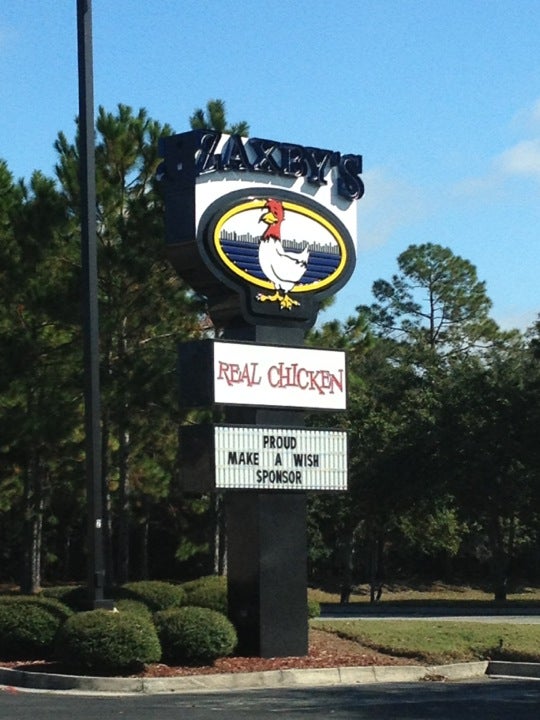 ZAXBY'S
REAL CHICKEN
PROUD
MAKE A WISH
SPONSOR